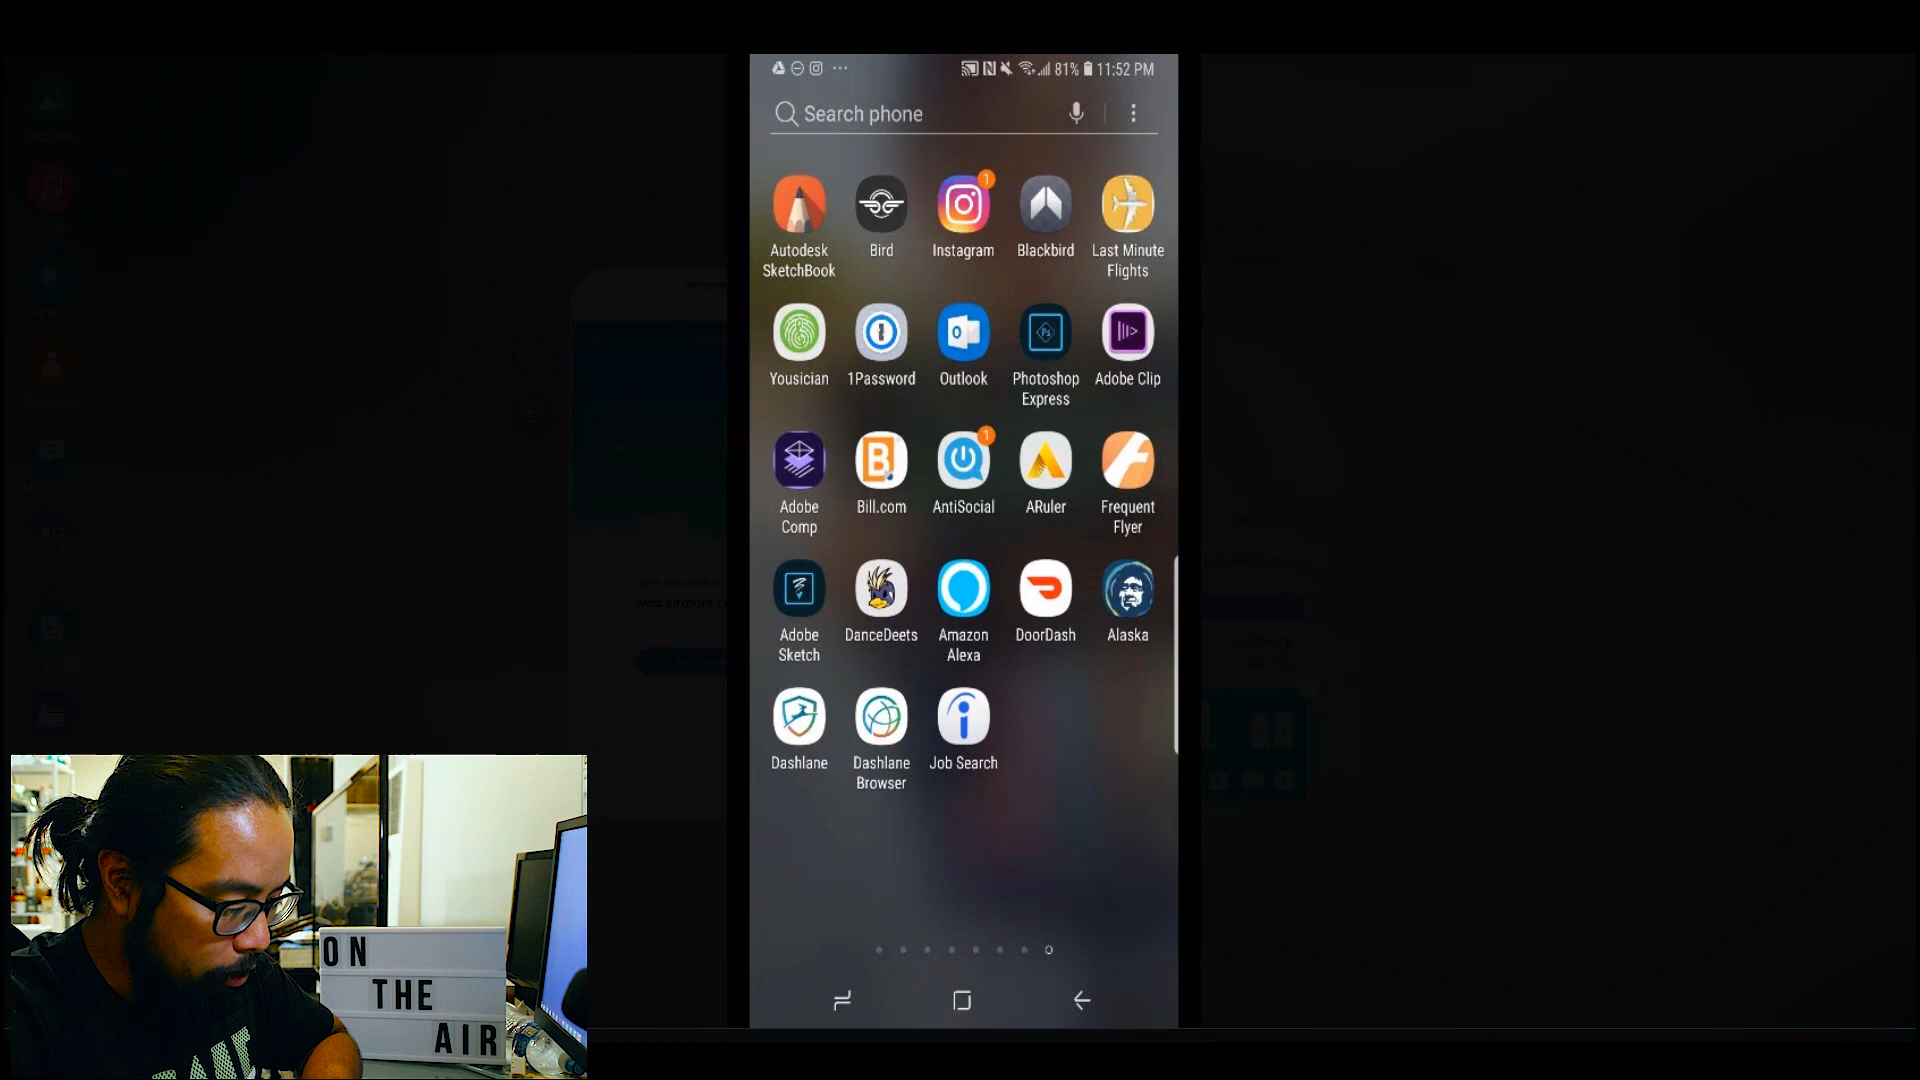 81% 11:52 PM
Search phone
1
Autodesk SketchBook
Bird
Instagram
Blackbird
Last Minute Flights
Yousician
1Password
Outlook
Photoshop Express
Adobe Clip
1
Adobe Comp
Bill.com
AntiSocial
ARuler
Frequent Flyer
Adobe Sketch
DanceDeets
Amazon Alexa
DoorDash
Alaska
Dashlane
Dashlane Browser
Job Search
ON
THE
AIR